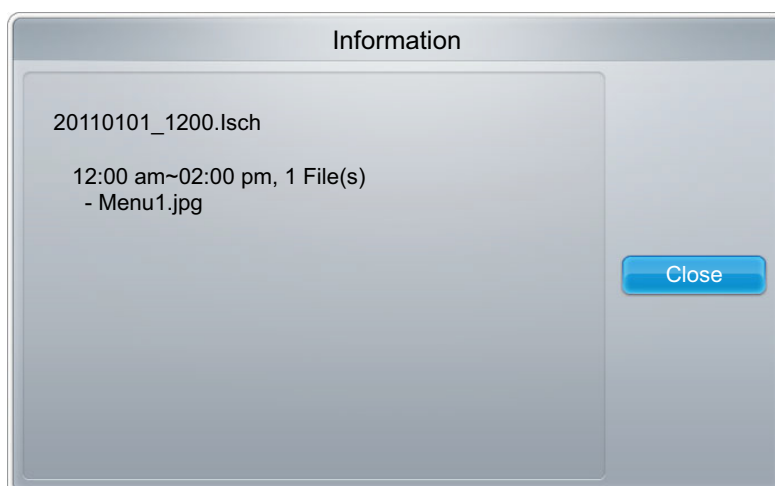 Information
20110101_1200.lsch
12:00 am~02:00 pm, 1 File(s)
- Menu1.jpg
Close